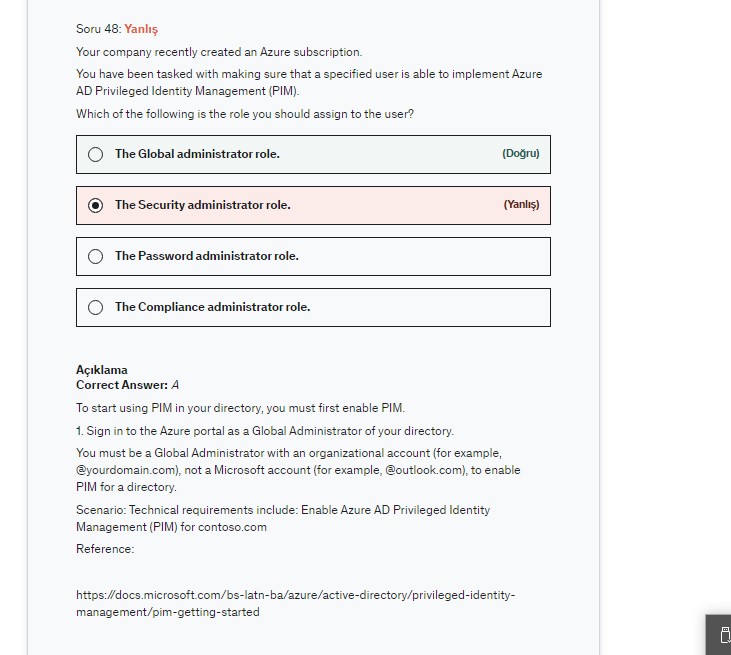 Soru 48: Yanlış
Your company recently created an Azure subscription.
You have been tasked with making sure that a specified user is able to implement Azure
AD Privileged Identity Management (PIM).
Which of the following is the role you should assign to the user?
The Global administrator role. (Doğru)
The Security administrator role. (Yanlış)
The Password administrator role.
The Compliance administrator role.
Açıklama
Correct Answer: A
To start using PIM in your directory, you must first enable PIM.
1. Sign in to the Azure portal as a Global Administrator of your directory.
You must be a Global Administrator with an organizational account (for example,
@yourdomain.com), not a Microsoft account (for example, @outlook.com), to enable
PIM for a directory.
Scenario: Technical requirements include: Enable Azure AD Privileged Identity
Management (PIM) for contoso.com
Reference:
https://docs.microsoft.com/bs-latn-ba/azure/active-directory/privileged-identity-
management/pim-getting-started